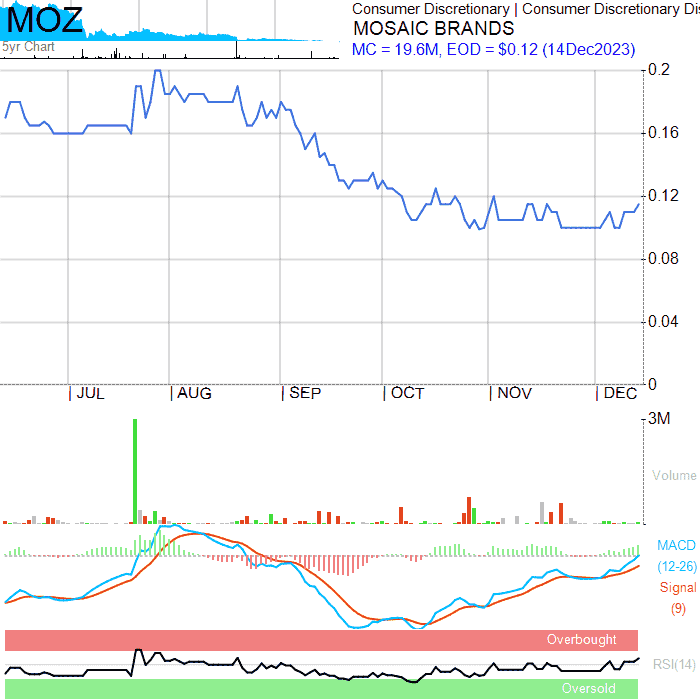 MOZ
5yr Chart
Consumer Discretionary | Consumer Discretionary Dis
MOSAIC BRANDS
MC = 19.6M, EOD = $0.12 (14Dec2023)
0.2
0.16
0.12
0.08
0.04
0
| JUL | AUG | SEP | OCT | NOV | DEC
3M
Volume
MACD
(12-26)
Signal
(9)
Overbought
RSI(14)
Oversold